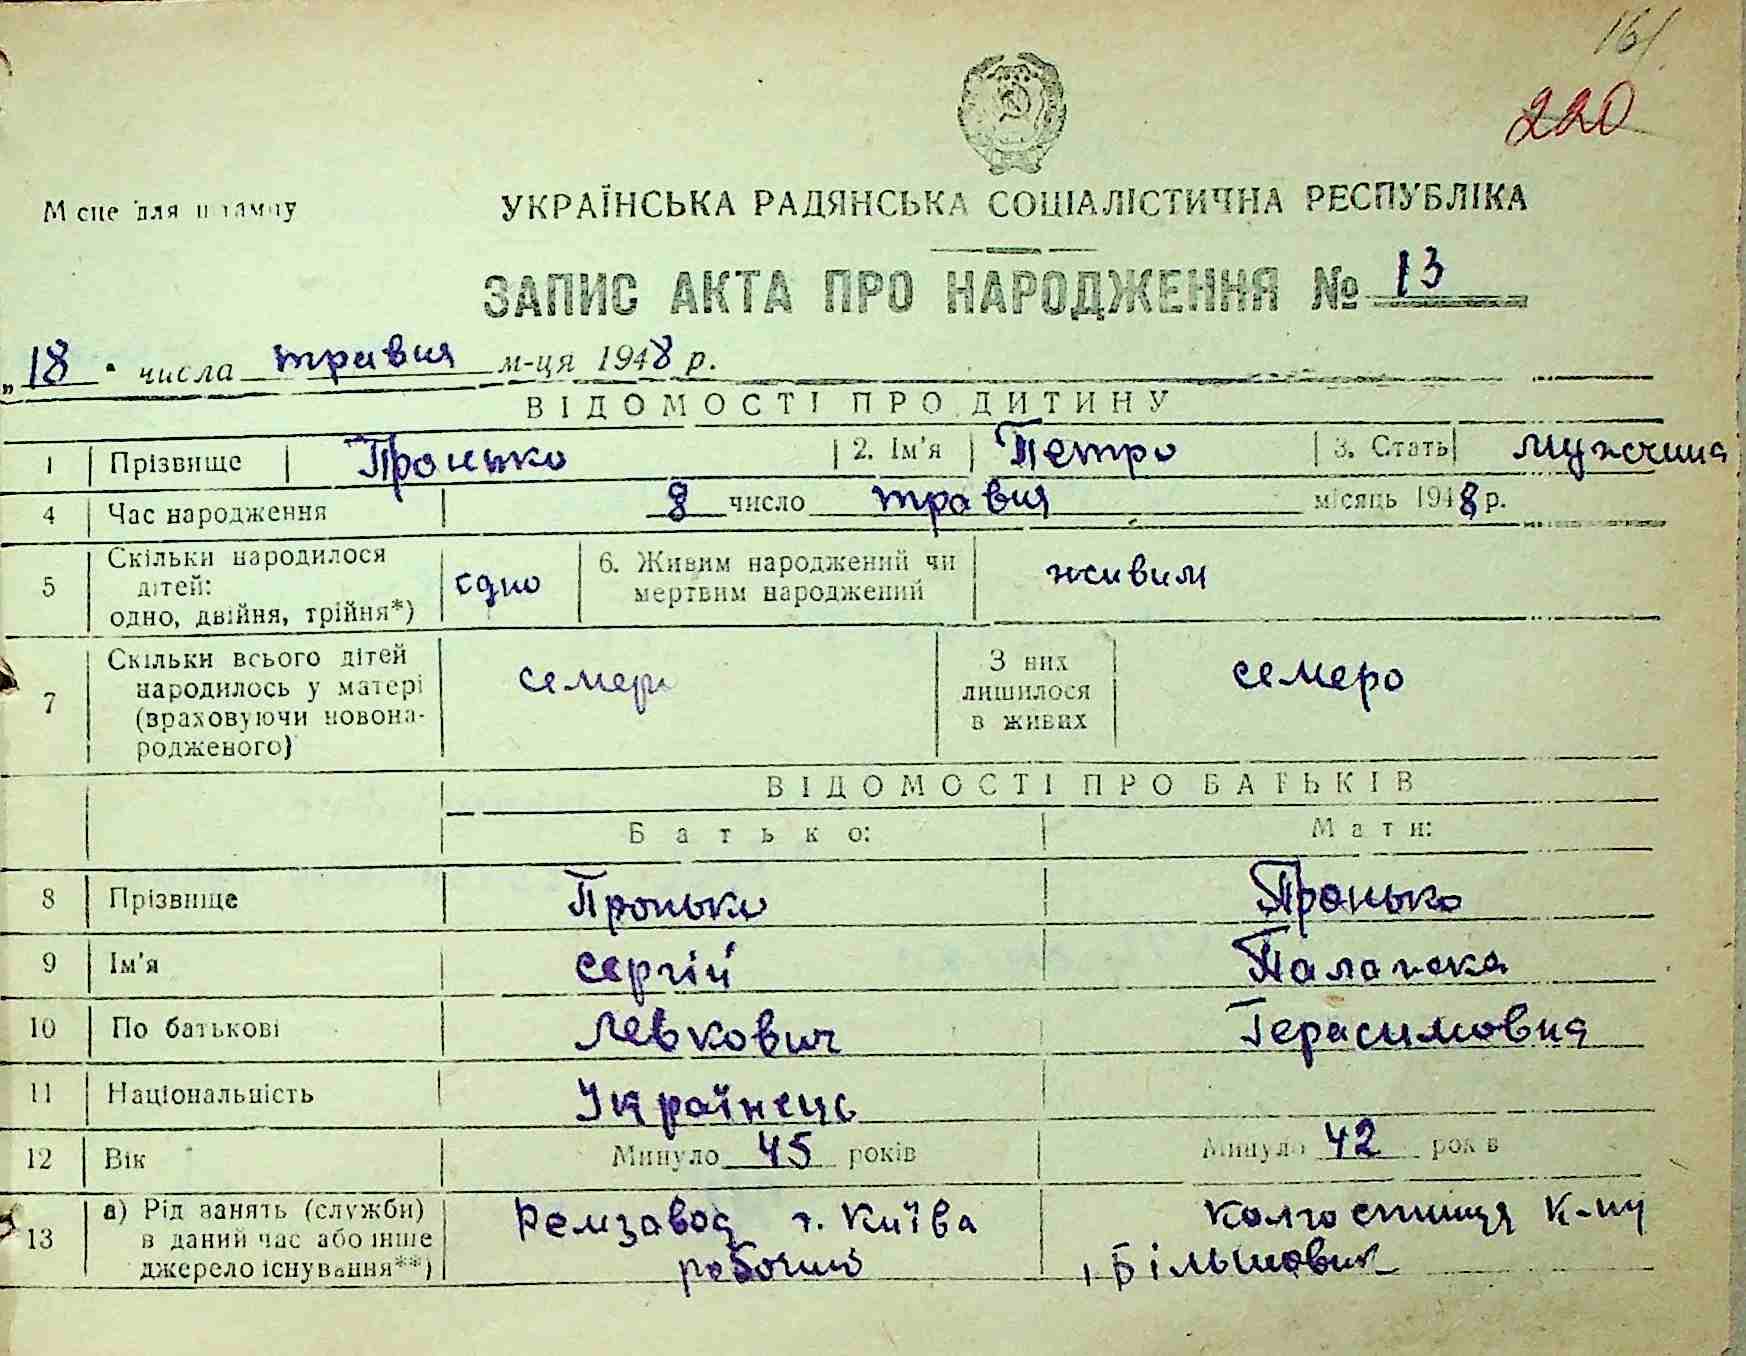 161
220
Місце для штампу
УКРАЇНСЬКА РАДЯНСЬКА СОЦІАЛІСТИЧНА РЕСПУБЛІКА
ЗАПИС АКТА ПРО НАРОДЖЕННЯ № 13
„18" числа травня м-ця 1948 р.
ВІДОМОСТІ ПРО ДИТИНУ
1 Прізвище Пронько 2. Ім'я Петро 3. Стать мужчина
4 Час народження 8 число травня місяць 1948 р.
5 Скільки народилося дітей: одно, двійня, трійня*) одно 6. Живим народжений чи мертвим народжений живим
7 Скільки всього дітей народилось у матері (враховуючи новонародженого) семеро З них лишилося в живих семеро
ВІДОМОСТІ ПРО БАТЬКІВ
Батько: Мати:
8 Прізвище Пронько Пронько
9 Ім'я Сергій Палажка
10 По батькові Левкович Герасимовна
11 Національність Українець
12 Вік Минуло 45 років Минуло 42 років
13 а) Рід занять (служби) в даний час або інше джерело існування**) Ремзавод г. Київа робочий колгоспниця К-пу Більшовик